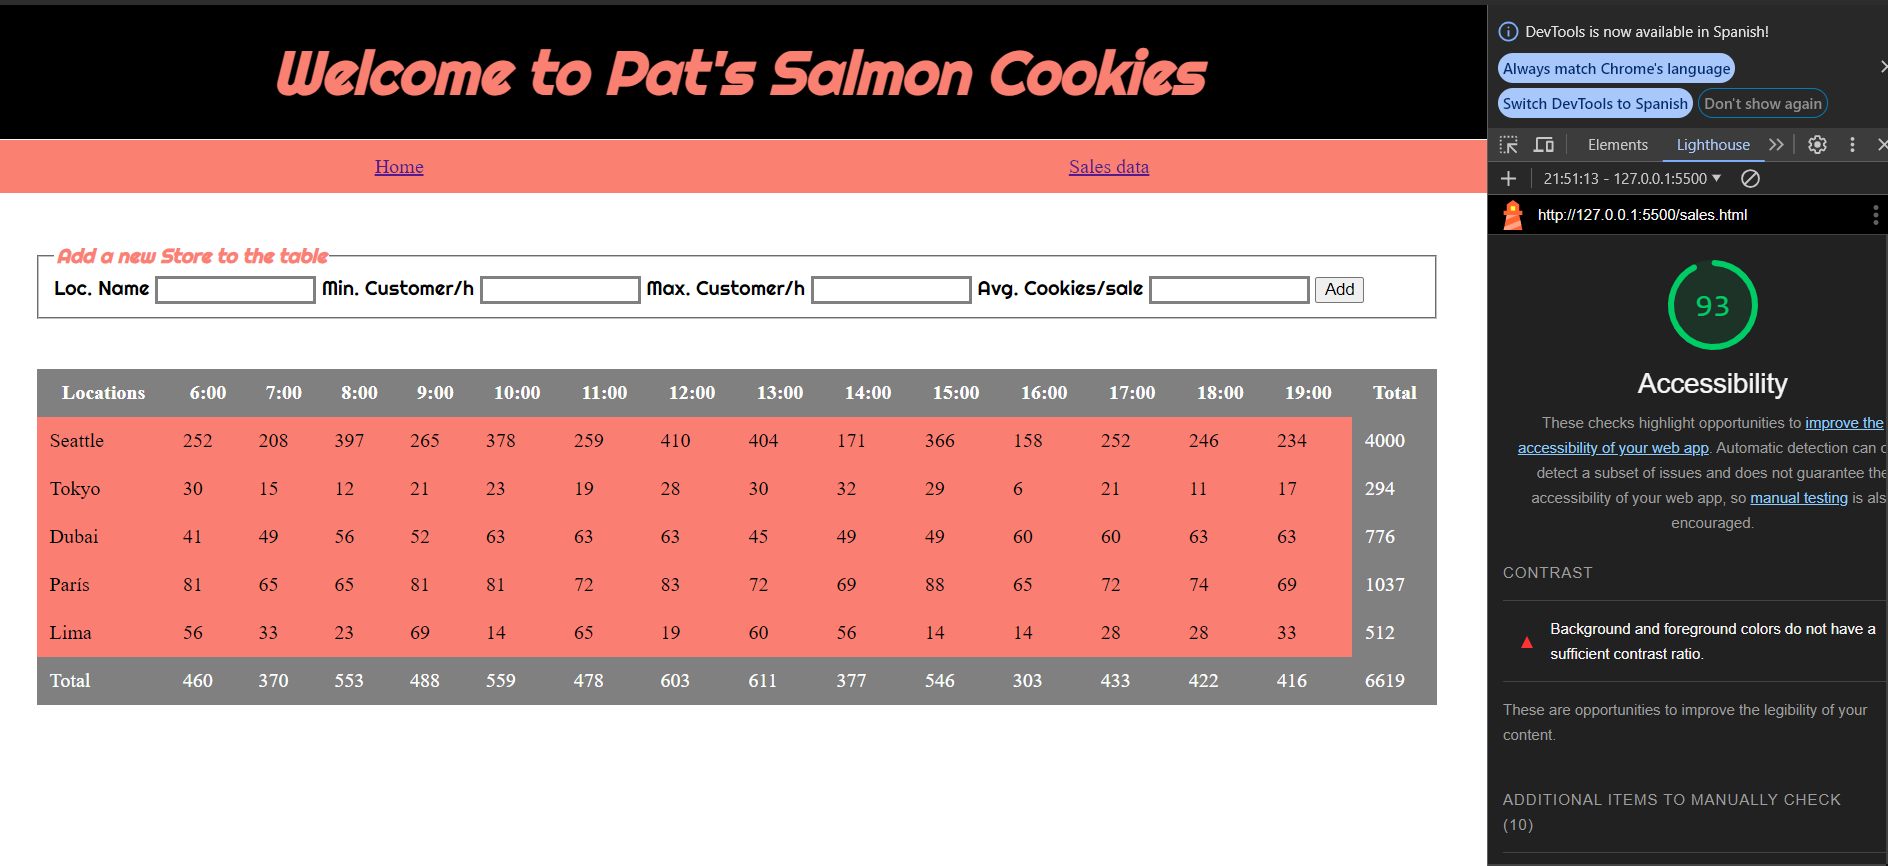 Welcome to Pat's Salmon Cookies
Home Sales data
Add a new Store to the table
Loc. Name Min. Customer/h Max. Customer/h Avg. Cookies/sale Add
Locations 6:00 7:00 8:00 9:00 10:00 11:00 12:00 13:00 14:00 15:00 16:00 17:00 18:00 19:00 Total
Seattle 252 208 397 265 378 259 410 404 171 366 158 252 246 234 4000
Tokyo 30 15 12 21 23 19 28 30 32 29 6 21 11 17 294
Dubai 41 49 56 52 63 63 63 45 49 49 60 60 63 63 776
París 81 65 65 81 81 72 83 72 69 88 65 72 74 69 1037
Lima 56 33 23 69 14 65 19 60 56 14 14 28 28 33 512
Total 460 370 553 488 559 478 603 611 377 546 303 433 422 416 6619
DevTools is now available in Spanish!
Always match Chrome's language
Switch DevTools to Spanish Don't show again
Elements Lighthouse
21:51:13 - 127.0.0.1:5500
http://127.0.0.1:5500/sales.html
93
Accessibility
These checks highlight opportunities to improve the
accessibility of your web app. Automatic detection can
detect a subset of issues and does not guarantee the
accessibility of your web app, so manual testing is als
encouraged.
CONTRAST
Background and foreground colors do not have a
sufficient contrast ratio.
These are opportunities to improve the legibility of your
content.
ADDITIONAL ITEMS TO MANUALLY CHECK
(10)